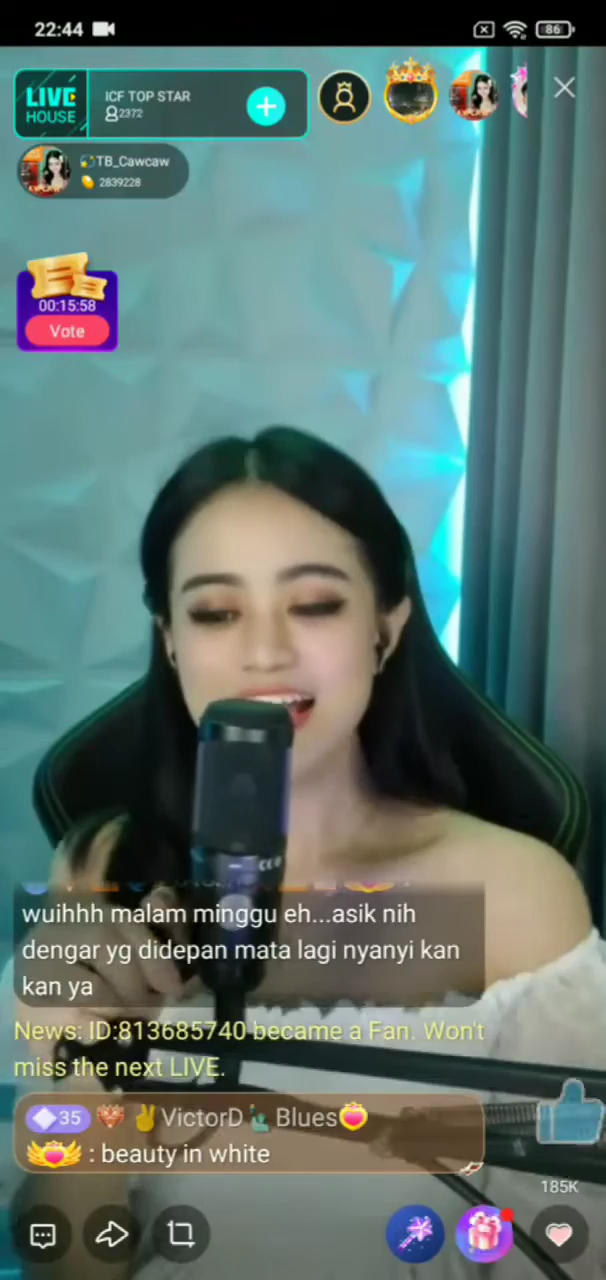 22:44
86
LIVE
HOUSE
ICF TOP STAR
2372
TB_Cawcaw
2839228
00:15:58
Vote
wuihhh malam minggu eh...asik nih
dengar yg didepan mata lagi nyanyi kan
kan ya
News: ID:813685740 became a Fan. Won't
miss the next LIVE.
35 VictorD Blues
: beauty in white
185K